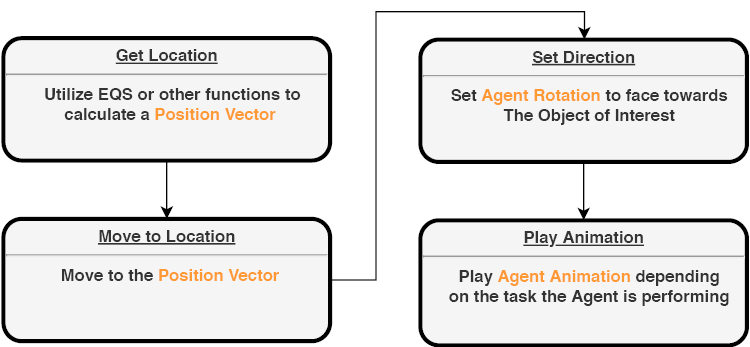 Get Location
Utilize EQS or other functions to
calculate a Position Vector
Move to Location
Move to the Position Vector
Set Direction
Set Agent Rotation to face towards
The Object of Interest
Play Animation
Play Agent Animation depending
on the task the Agent is performing